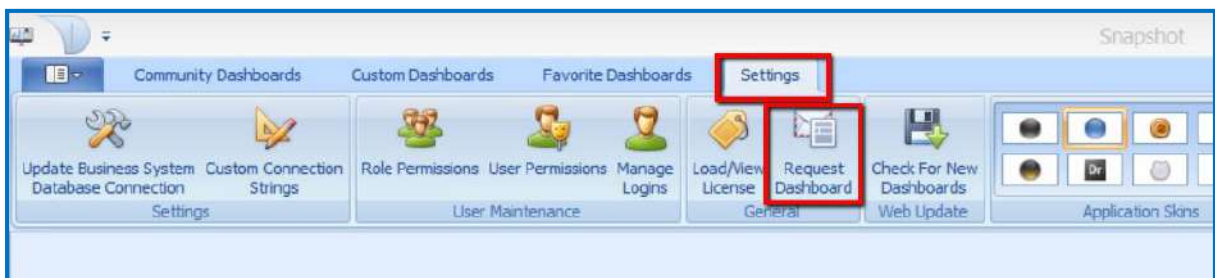 Snapshot
Community Dashboards Custom Dashboards Favorite Dashboards Settings
Update Business System Custom Connection Role Permissions User Permissions Manage Load/View Request Check For New
Database Connection Strings Logins License Dashboard Dashboards
Settings User Maintenance General Web Update Application Skins
Dr